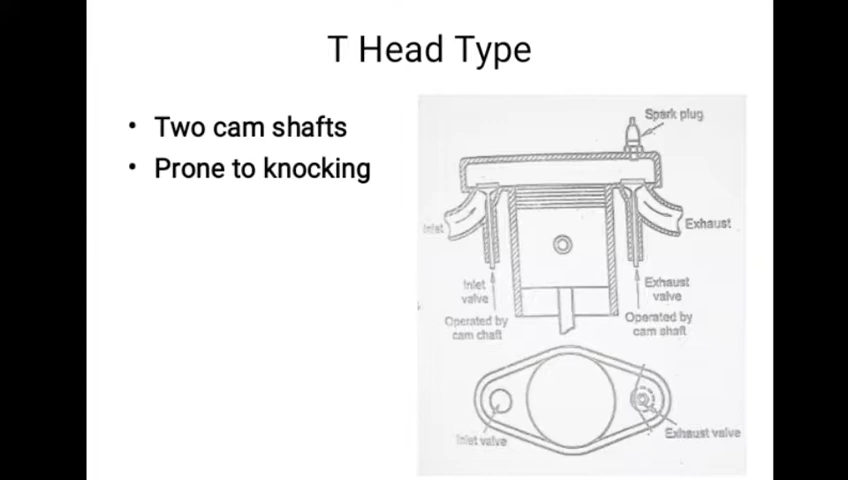 T Head Type
• Two cam shafts
• Prone to knocking
Spark plug
Inlet
Exhaust
Inlet
valve
Exhaust
valve
Operated by
cam chaft
Operated by
cam shaft
Inlet valve
Exhaust valve